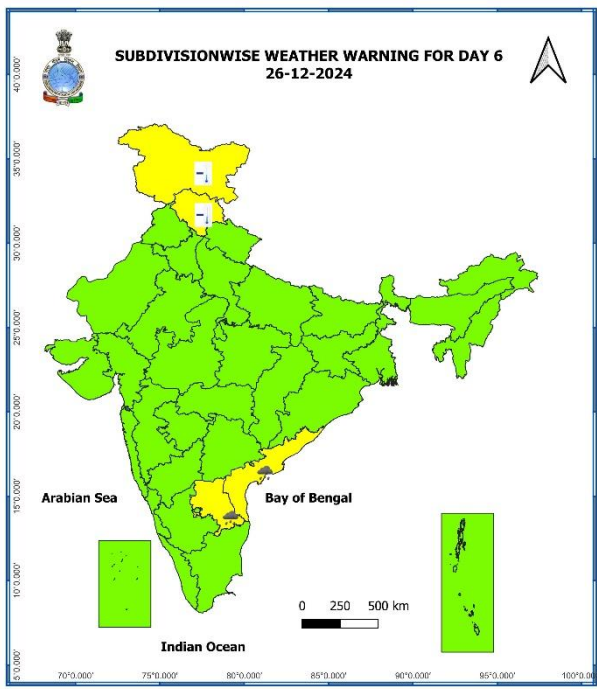 SUBDIVISIONWISE WEATHER WARNING FOR DAY 6
26-12-2024
40°0.000'
35°0.000'
30°0.000'
25°0.000'
20°0.000'
15°0.000'
10°0.000'
5°0.000'
Arabian Sea
Bay of Bengal
0 250 500 km
Indian Ocean
70°0.000' 75°0.000' 80°0.000' 85°0.000' 90°0.000' 95°0.000' 100°0.0